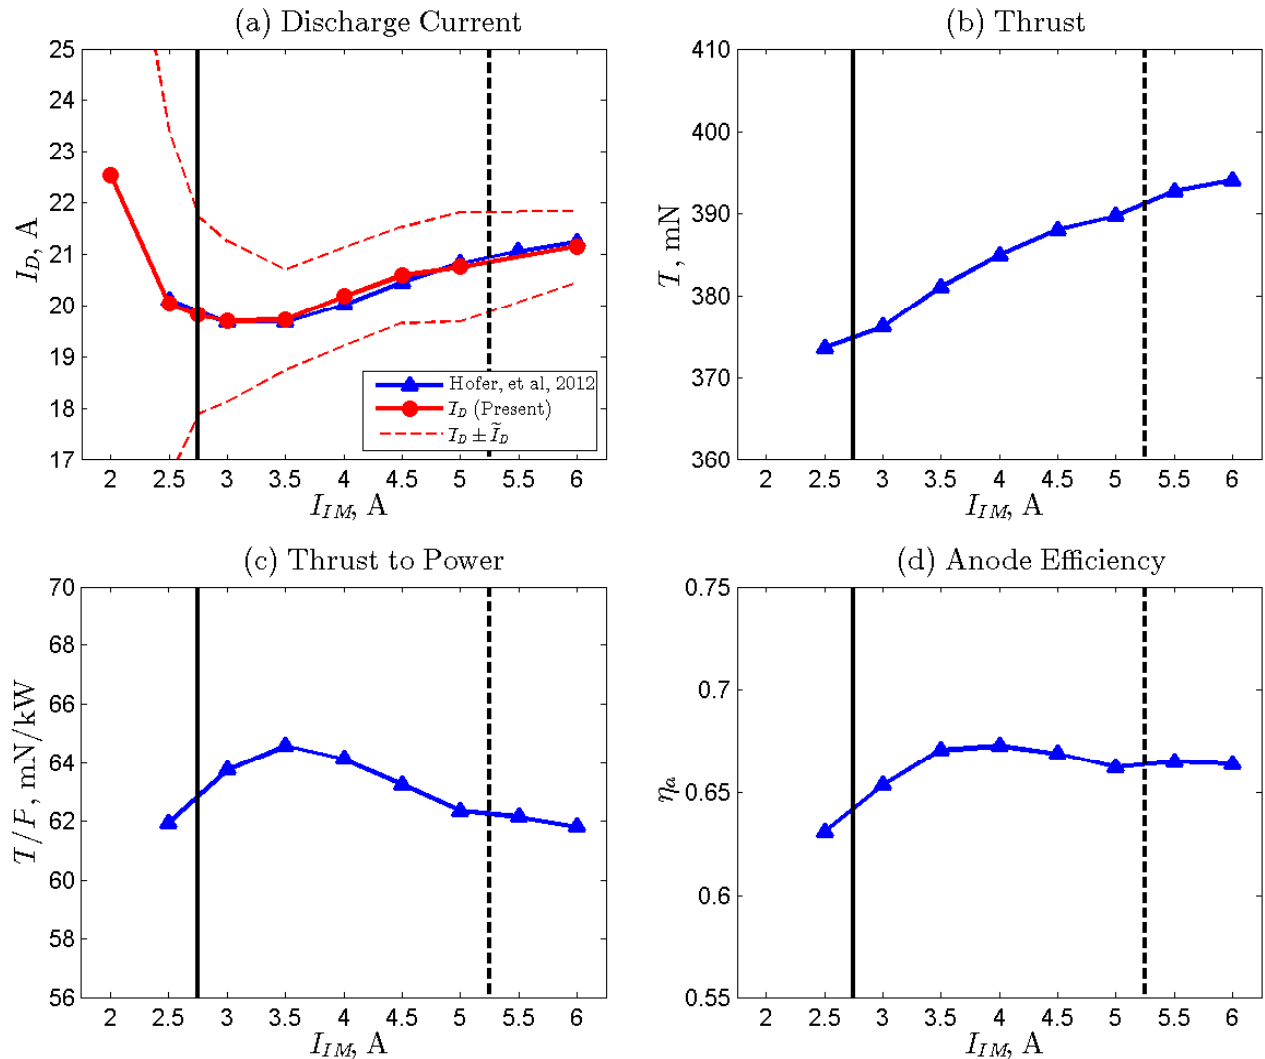 (a) Discharge Current
25
24
23
22
21
20
19
18
17
I_D, A
2 2.5 3 3.5 4 4.5 5 5.5 6
I_IM, A
Hofer, et al, 2012
I_D (Present)
I_D ± Ĩ_D
(b) Thrust
410
400
390
380
370
360
T, mN
2 2.5 3 3.5 4 4.5 5 5.5 6
I_IM, A
(c) Thrust to Power
70
68
66
64
62
60
58
56
T/P, mN/kW
2 2.5 3 3.5 4 4.5 5 5.5 6
I_IM, A
(d) Anode Efficiency
0.75
0.7
0.65
0.6
0.55
η_a
2 2.5 3 3.5 4 4.5 5 5.5 6
I_IM, A